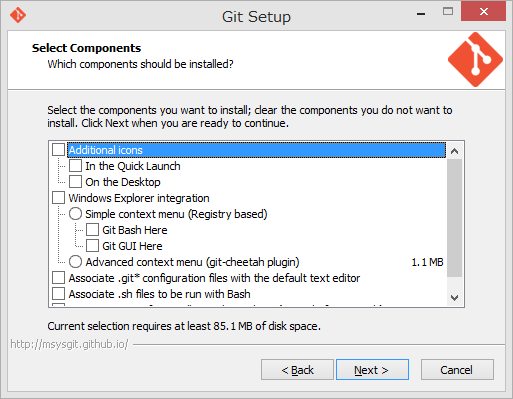 Git Setup
Select Components
Which components should be installed?
Select the components you want to install; clear the components you do not want to
install. Click Next when you are ready to continue.
Additional icons
In the Quick Launch
On the Desktop
Windows Explorer integration
Simple context menu (Registry based)
Git Bash Here
Git GUI Here
Advanced context menu (git-cheetah plugin) 1.1 MB
Associate .git* configuration files with the default text editor
Associate .sh files to be run with Bash
Current selection requires at least 85.1 MB of disk space.
http://msysgit.github.io/
< Back Next > Cancel